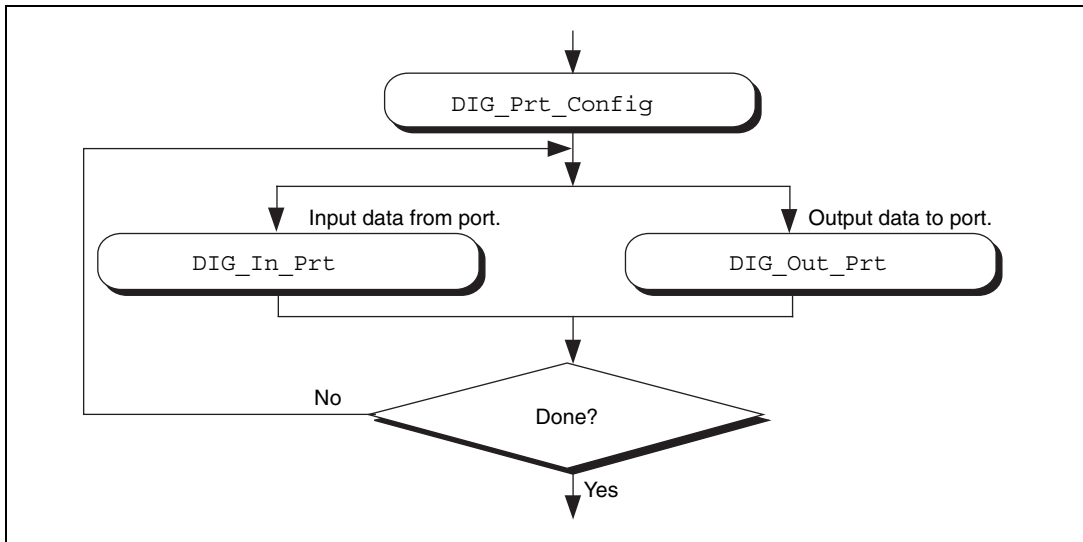 DIG_Prt_Config
Input data from port.
Output data to port.
DIG_In_Prt
DIG_Out_Prt
No
Done?
Yes